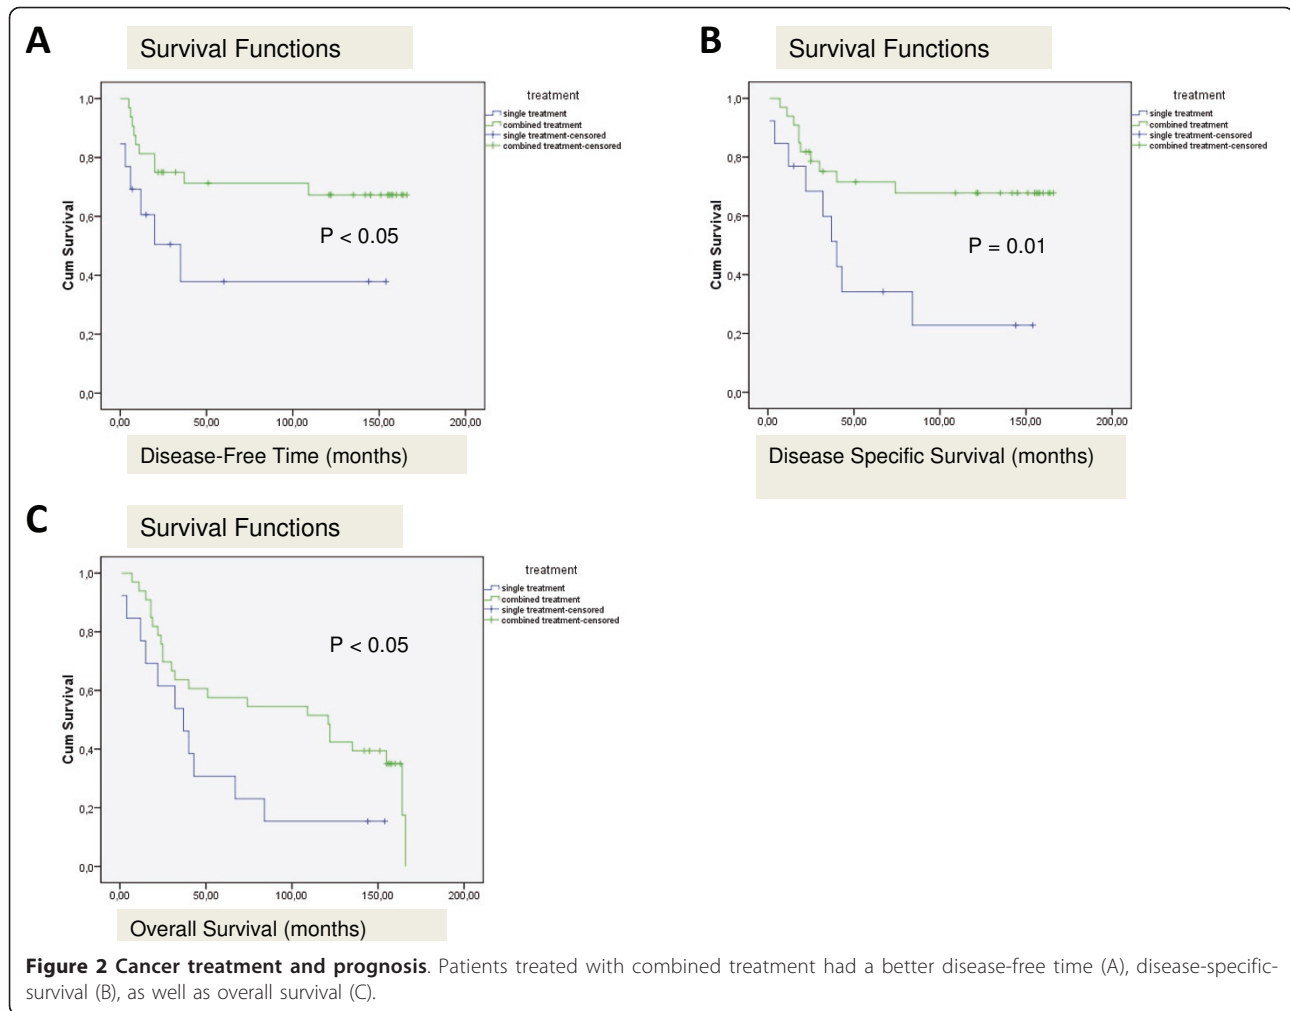 A
Survival Functions
1,0
0,8
0,6
0,4
0,2
0,0
Cum Survival
P < 0.05
0,00 50,00 100,00 150,00 200,00
treatment
single treatment
combined treatment
single treatment-censored
combined treatment-censored
Disease-Free Time (months)
B
Survival Functions
1,0
0,8
0,6
0,4
0,2
0,0
Cum Survival
P = 0.01
0,00 50,00 100,00 150,00 200,00
treatment
single treatment
combined treatment
single treatment-censored
combined treatment-censored
Disease Specific Survival (months)
C
Survival Functions
1,0
0,8
0,6
0,4
0,2
0,0
Cum Survival
P < 0.05
0,00 50,00 100,00 150,00 200,00
treatment
single treatment
combined treatment
single treatment-censored
combined treatment-censored
Overall Survival (months)
Figure 2 Cancer treatment and prognosis. Patients treated with combined treatment had a better disease-free time (A), disease-specific-
survival (B), as well as overall survival (C).